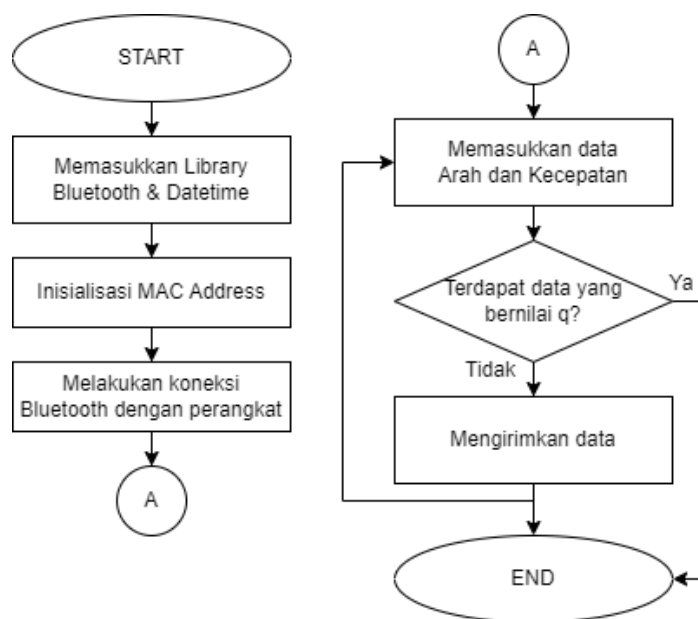 START
Memasukkan Library
Bluetooth & Datetime
Inisialisasi MAC Address
Melakukan koneksi
Bluetooth dengan perangkat
A
A
Memasukkan data
Arah dan Kecepatan
Terdapat data yang
bernilai q?
Ya
Tidak
Mengirimkan data
END